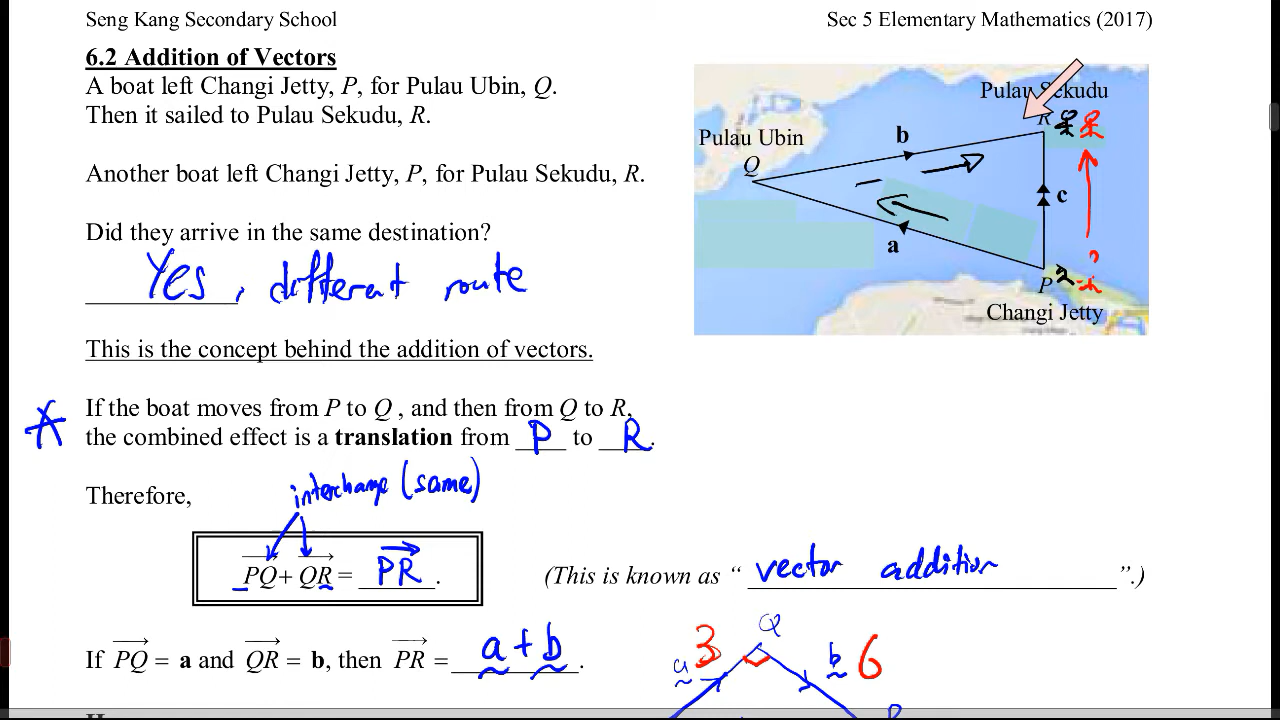 Seng Kang Secondary School
Sec 5 Elementary Mathematics (2017)
6.2 Addition of Vectors
A boat left Changi Jetty, P, for Pulau Ubin, Q.
Then it sailed to Pulau Sekudu, R.
Another boat left Changi Jetty, P, for Pulau Sekudu, R.
Did they arrive in the same destination?
Yes, different route
Pulau Sekudu
R
Pulau Ubin
Q
b
c
a
P
Changi Jetty
This is the concept behind the addition of vectors.
If the boat moves from P to Q , and then from Q to R,
the combined effect is a translation from P to R.
Therefore,
interchange (same)
PQ + QR = PR .
(This is known as “ vector addition ”.)
If PQ = a and QR = b, then PR = a + b .
Q
a 3
b 6